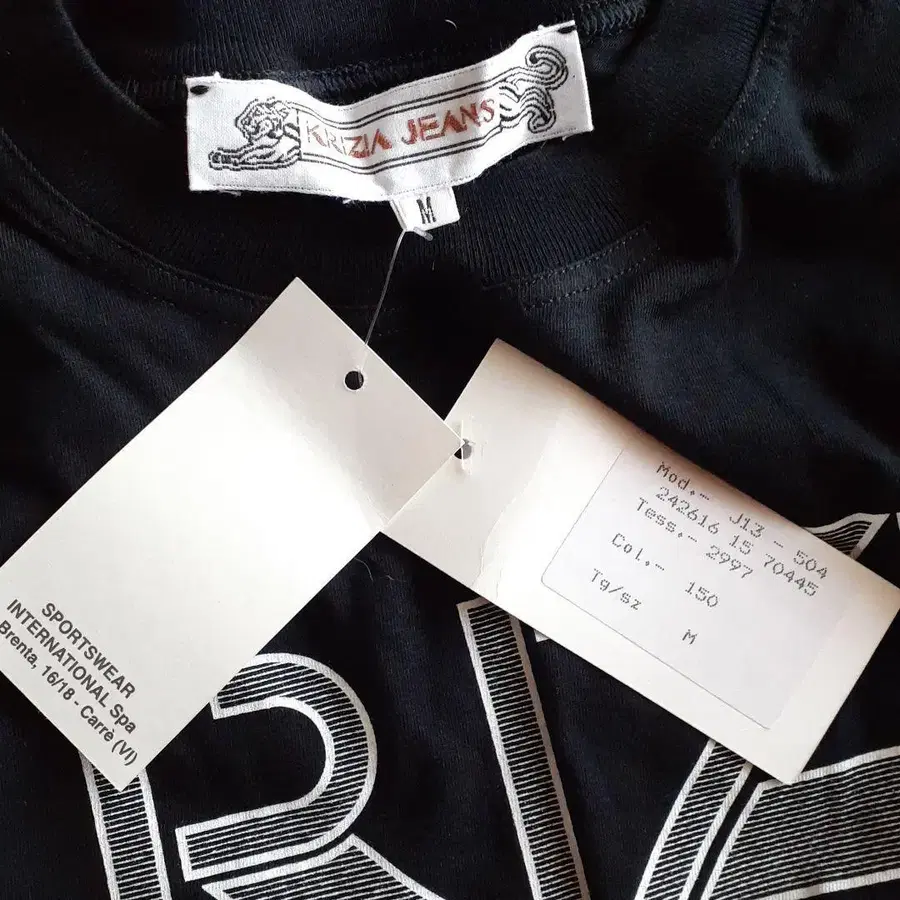 KRIZIA JEANS
M
SPORTSWEAR
INTERNATIONAL Spa
Brenta, 16/18 - Carrè (VI)
Mod.- J13 - 504
242616 15 70445
Tess.- 2997
Col.- 150
Tg/sz M
RIZ